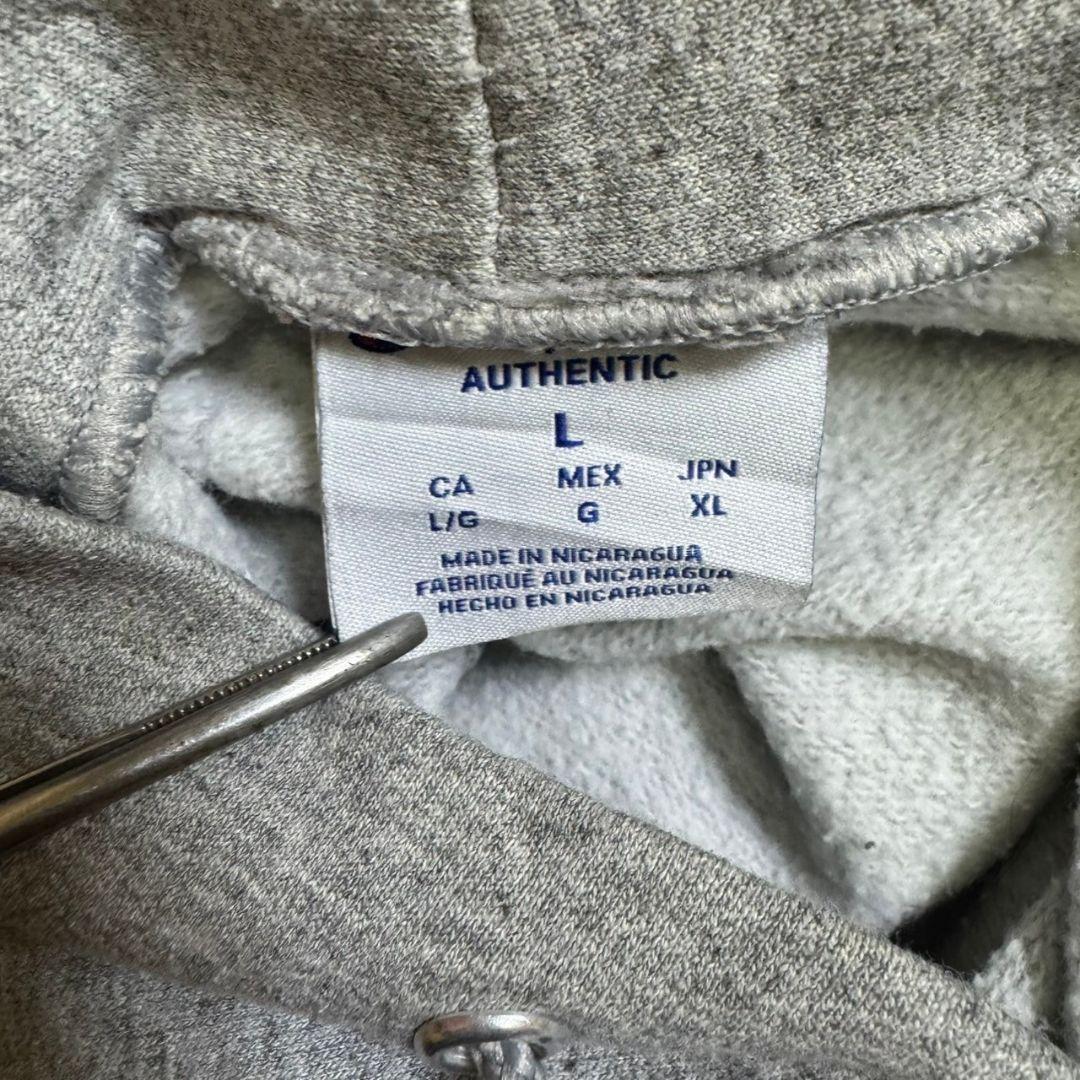 AUTHENTIC
L
CA MEX JPN
L/G G XL
MADE IN NICARAGUA
FABRIQUÉ AU NICARAGUA
HECHO EN NICARAGUA